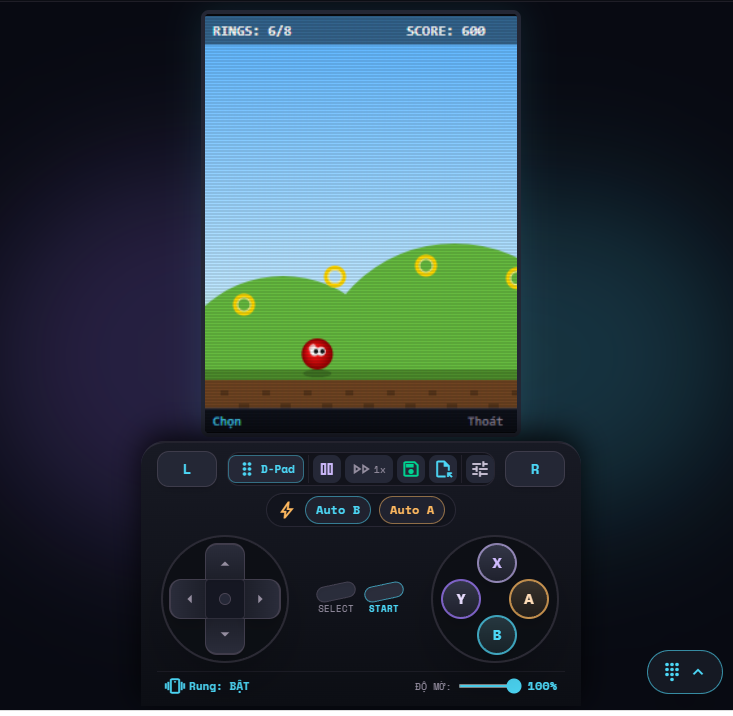 RINGS: 6/8 SCORE: 600
Chọn Thoát
L D-Pad 1x R
Auto B Auto A
X
Y A
B
SELECT START
Rung: BẬT ĐỘ MỜ: 100%